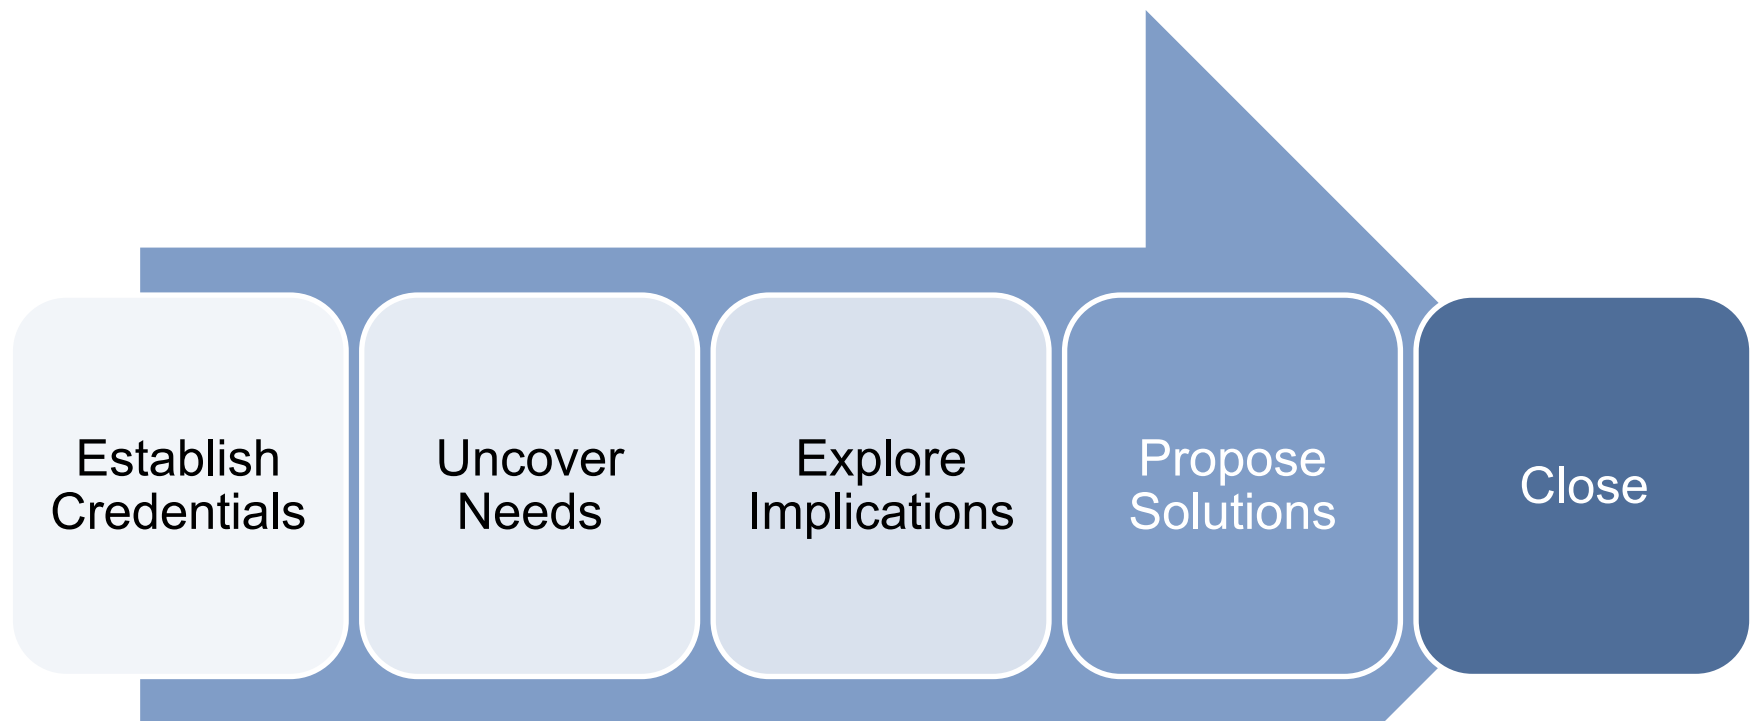 Establish
Credentials
Uncover
Needs
Explore
Implications
Propose
Solutions
Close